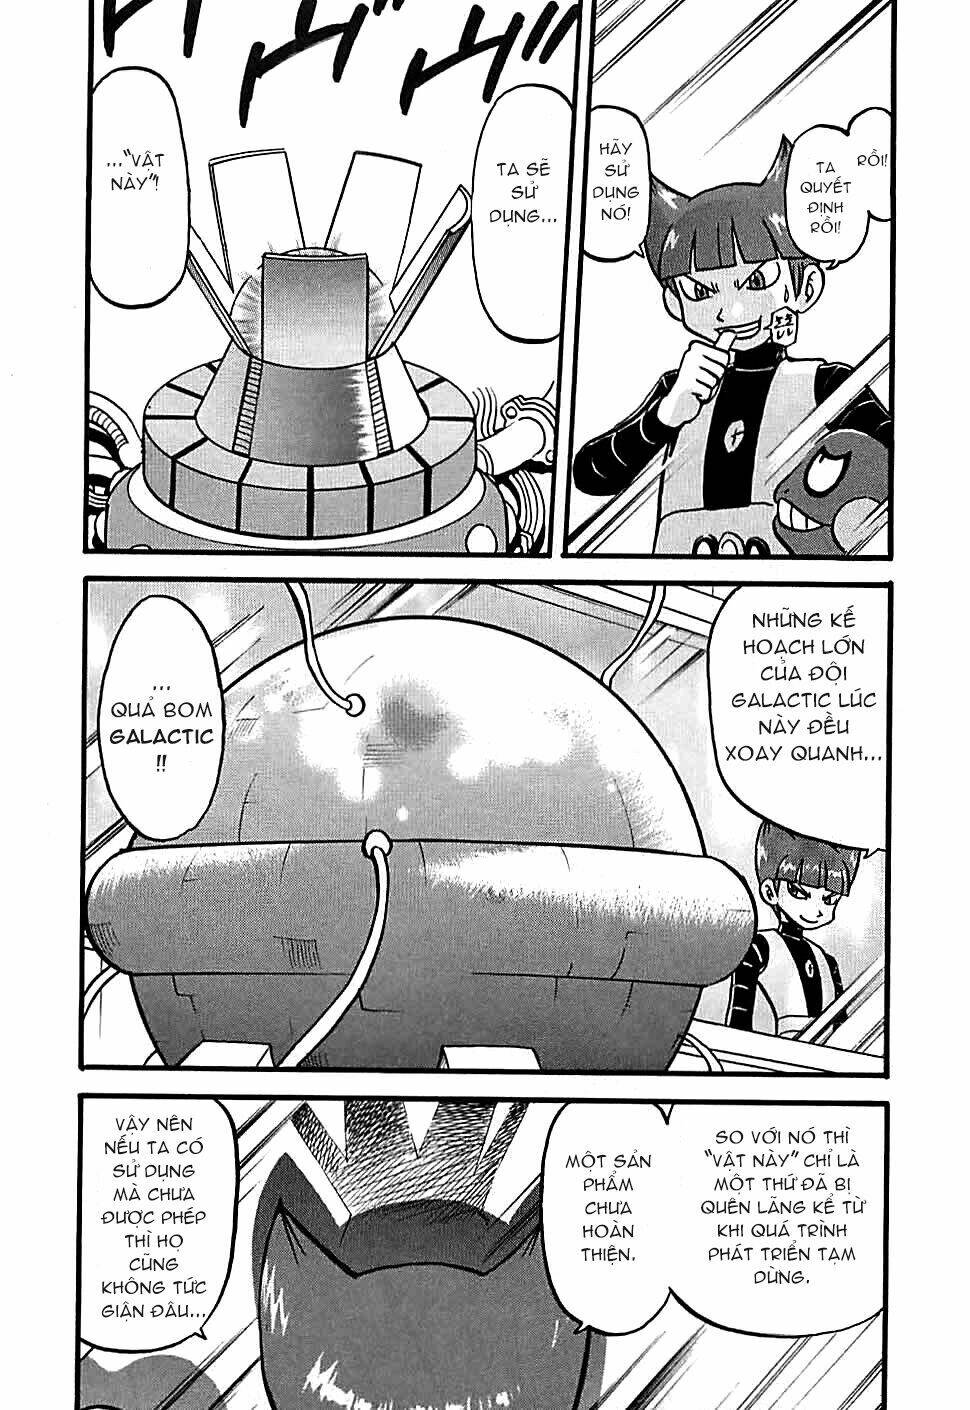 RỒI!
TA
QUYẾT
ĐỊNH
RỒI!
HÃY
SỬ
DỤNG
NÓ!
TA SẼ
SỬ
DỤNG...
..."VẬT
NÀY"!
NHỮNG KẾ
HOẠCH LỚN
CỦA ĐỘI
GALACTIC LÚC
NÀY ĐỀU
XOAY QUANH...
...
QUẢ BOM
GALACTIC
!!
SO VỚI NÓ THÌ
"VẬT NÀY" CHỈ LÀ
MỘT THỨ ĐÃ BỊ
QUÊN LÃNG KỂ TỪ
KHI QUÁ TRÌNH
PHÁT TRIỂN TẠM
DỪNG.
MỘT SẢN
PHẨM
CHƯA
HOÀN
THIỆN.
VẬY NÊN
NẾU TA CÓ
SỬ DỤNG
MÀ CHƯA
ĐƯỢC PHÉP
THÌ HỌ
CŨNG
KHÔNG TỨC
GIẬN ĐÂU...